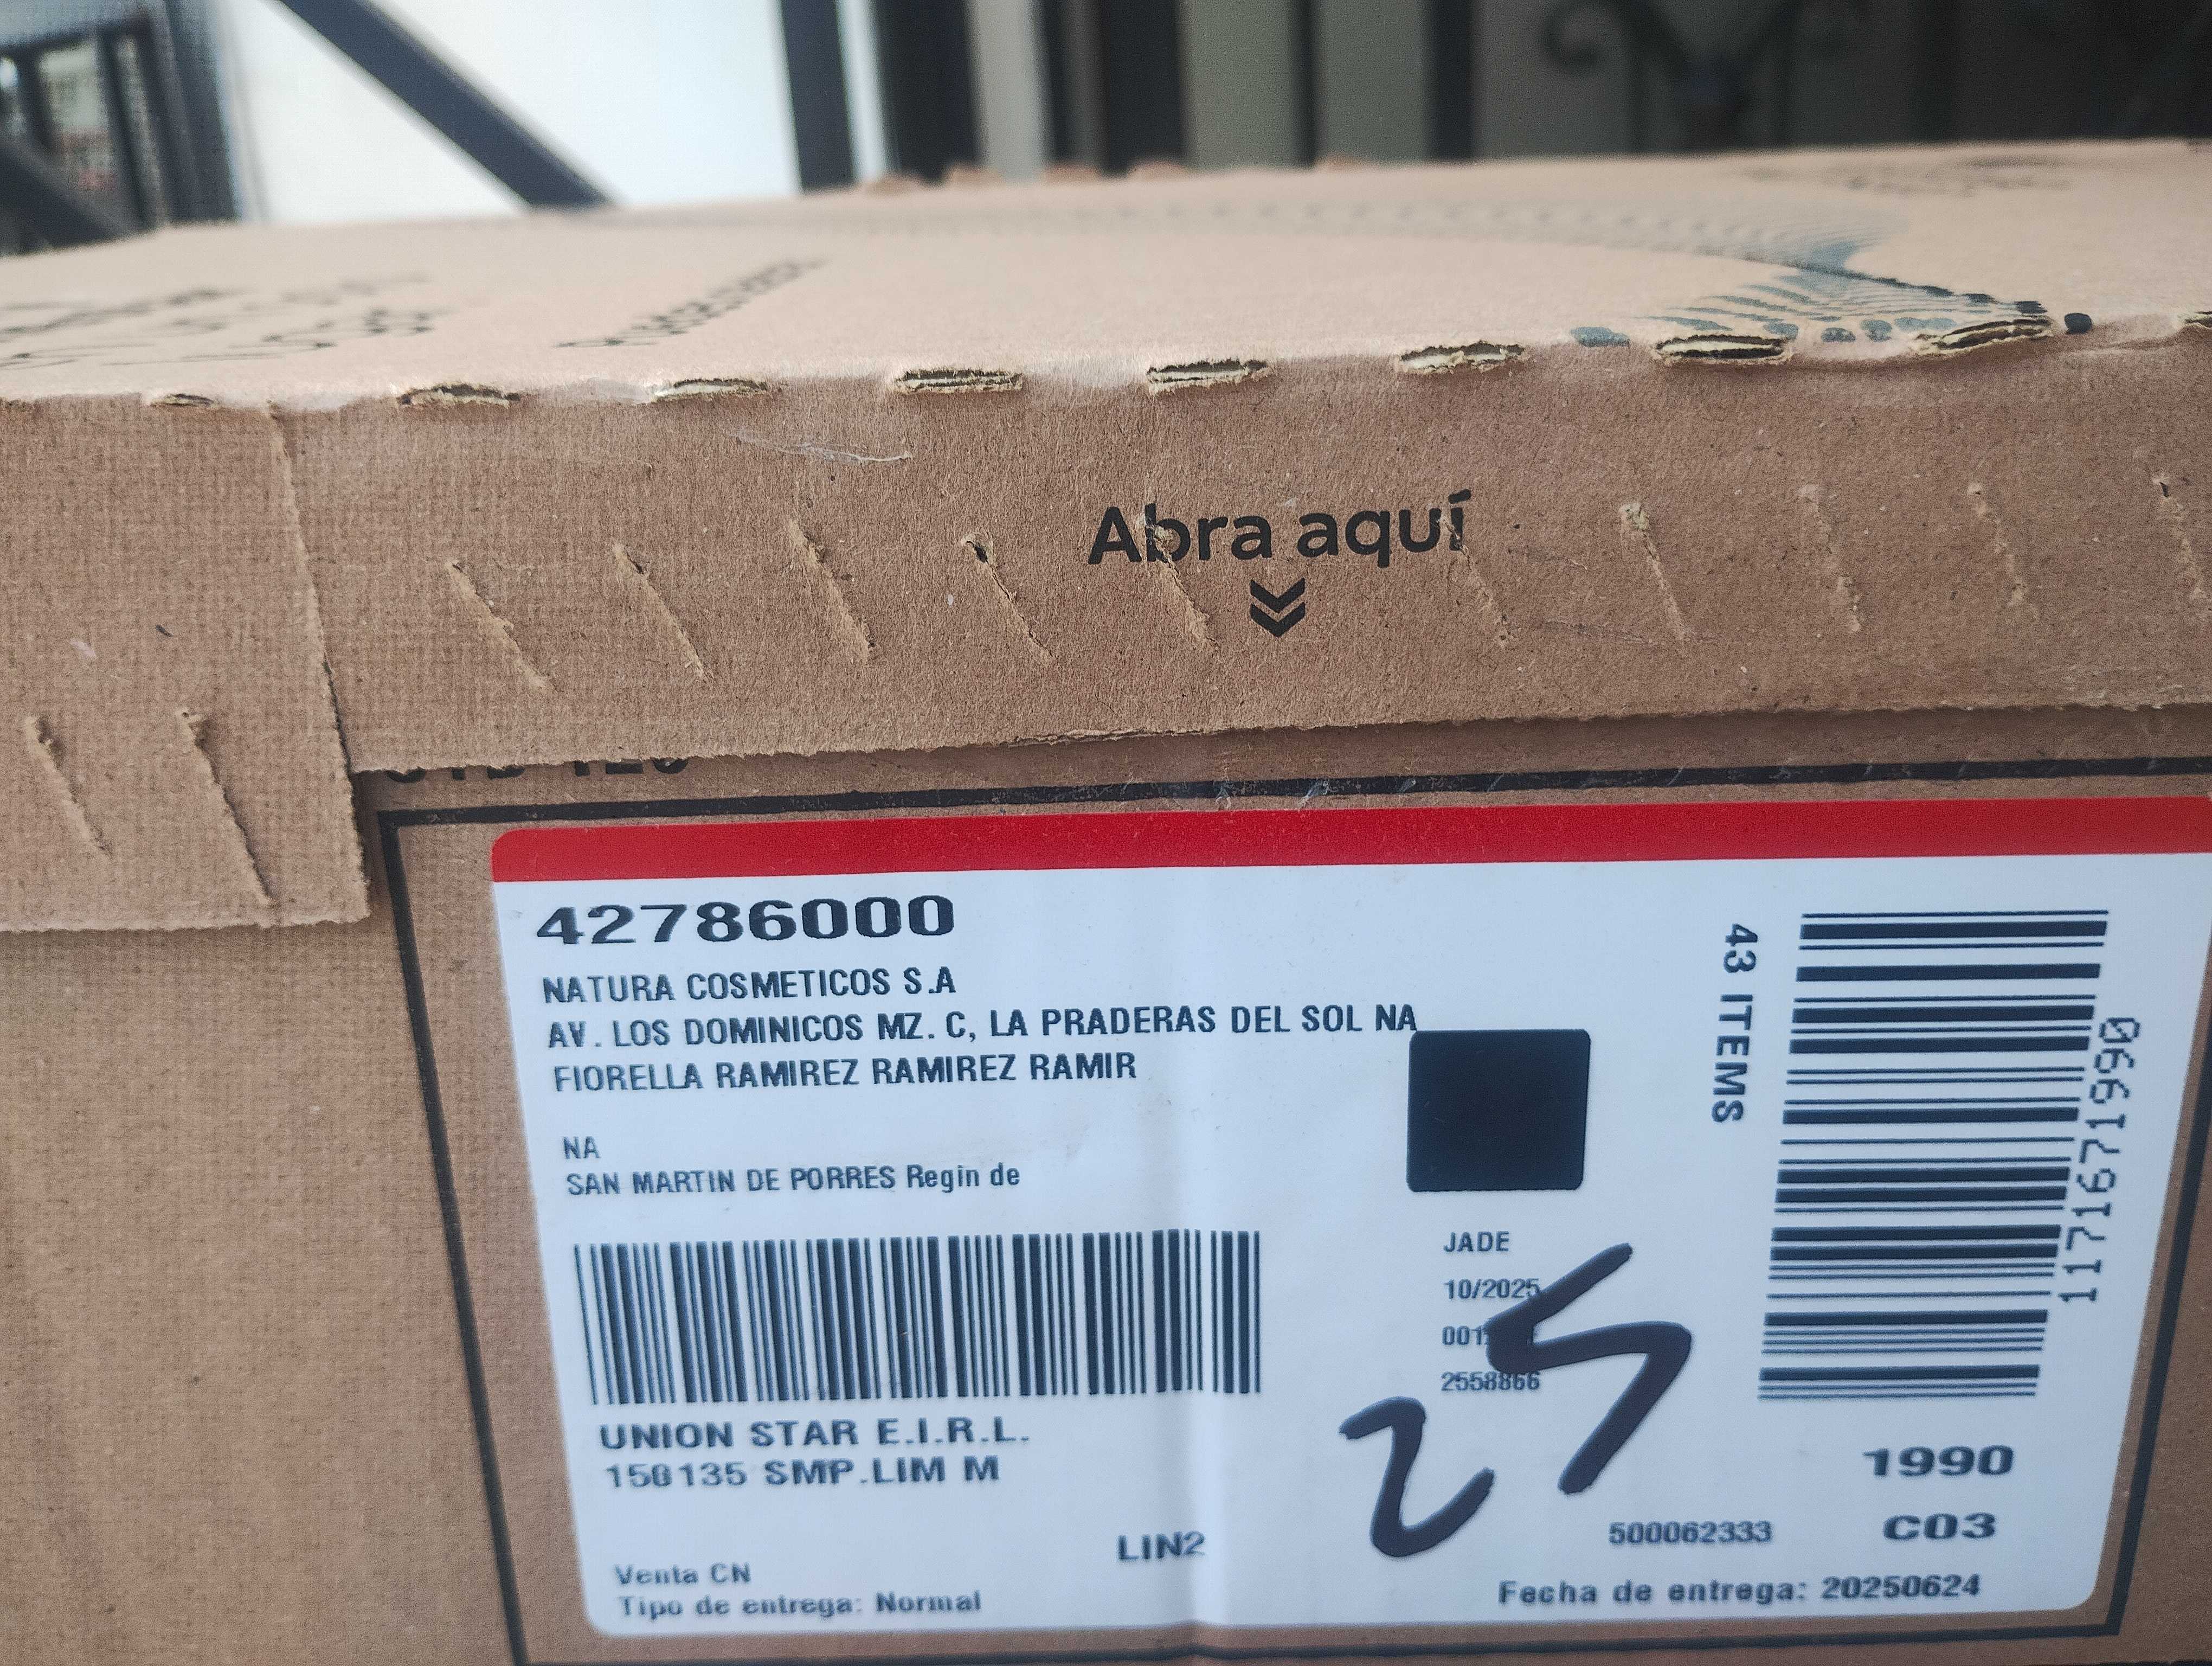 Abra aquí
42786000
NATURA COSMETICOS S.A
AV. LOS DOMINICOS MZ. C, LA PRADERAS DEL SOL NA
FIORELLA RAMIREZ RAMIREZ RAMIR
NA
SAN MARTIN DE PORRES Regin de
43 ITEMS
11716719990
JADE
10/2025
2558866
25
UNION STAR E.I.R.L.
150135 SMP.LIM M
1990
LIN2
500062333
C03
Venta CN
Tipo de entrega: Normal
Fecha de entrega: 20250624